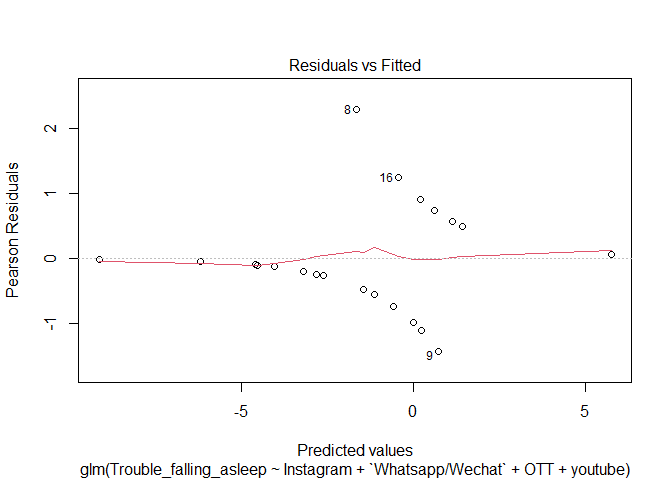 Residuals vs Fitted
Pearson Residuals
2
1
0
-1
8
16
9
-5
0
5
Predicted values
glm(Trouble_falling_asleep ~ Instagram + `Whatsapp/Wechat` + OTT + youtube)